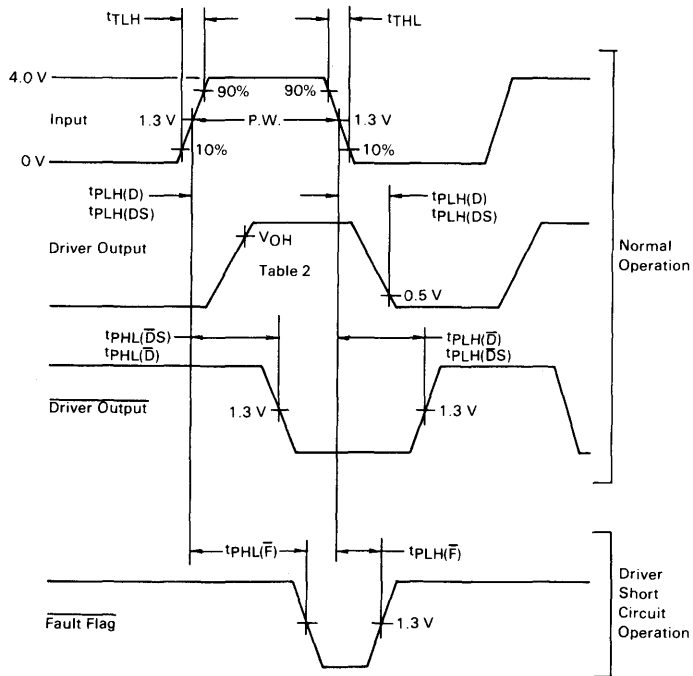 tTLH
tTHL
4.0 V
90%
90%
Input
1.3 V
P.W.
1.3 V
10%
10%
0 V
tPLH(D)
tPLH(DS)
tPLH(D)
tPLH(DS)
Driver Output
VOH
Table 2
0.5 V
Normal
Operation
tPHL(D̅S)
tPHL(D̅)
tPLH(D̅)
tPLH(D̅S)
Driver Output
1.3 V
1.3 V
tPHL(F̅)
tPLH(F̅)
Fault Flag
1.3 V
Driver
Short
Circuit
Operation